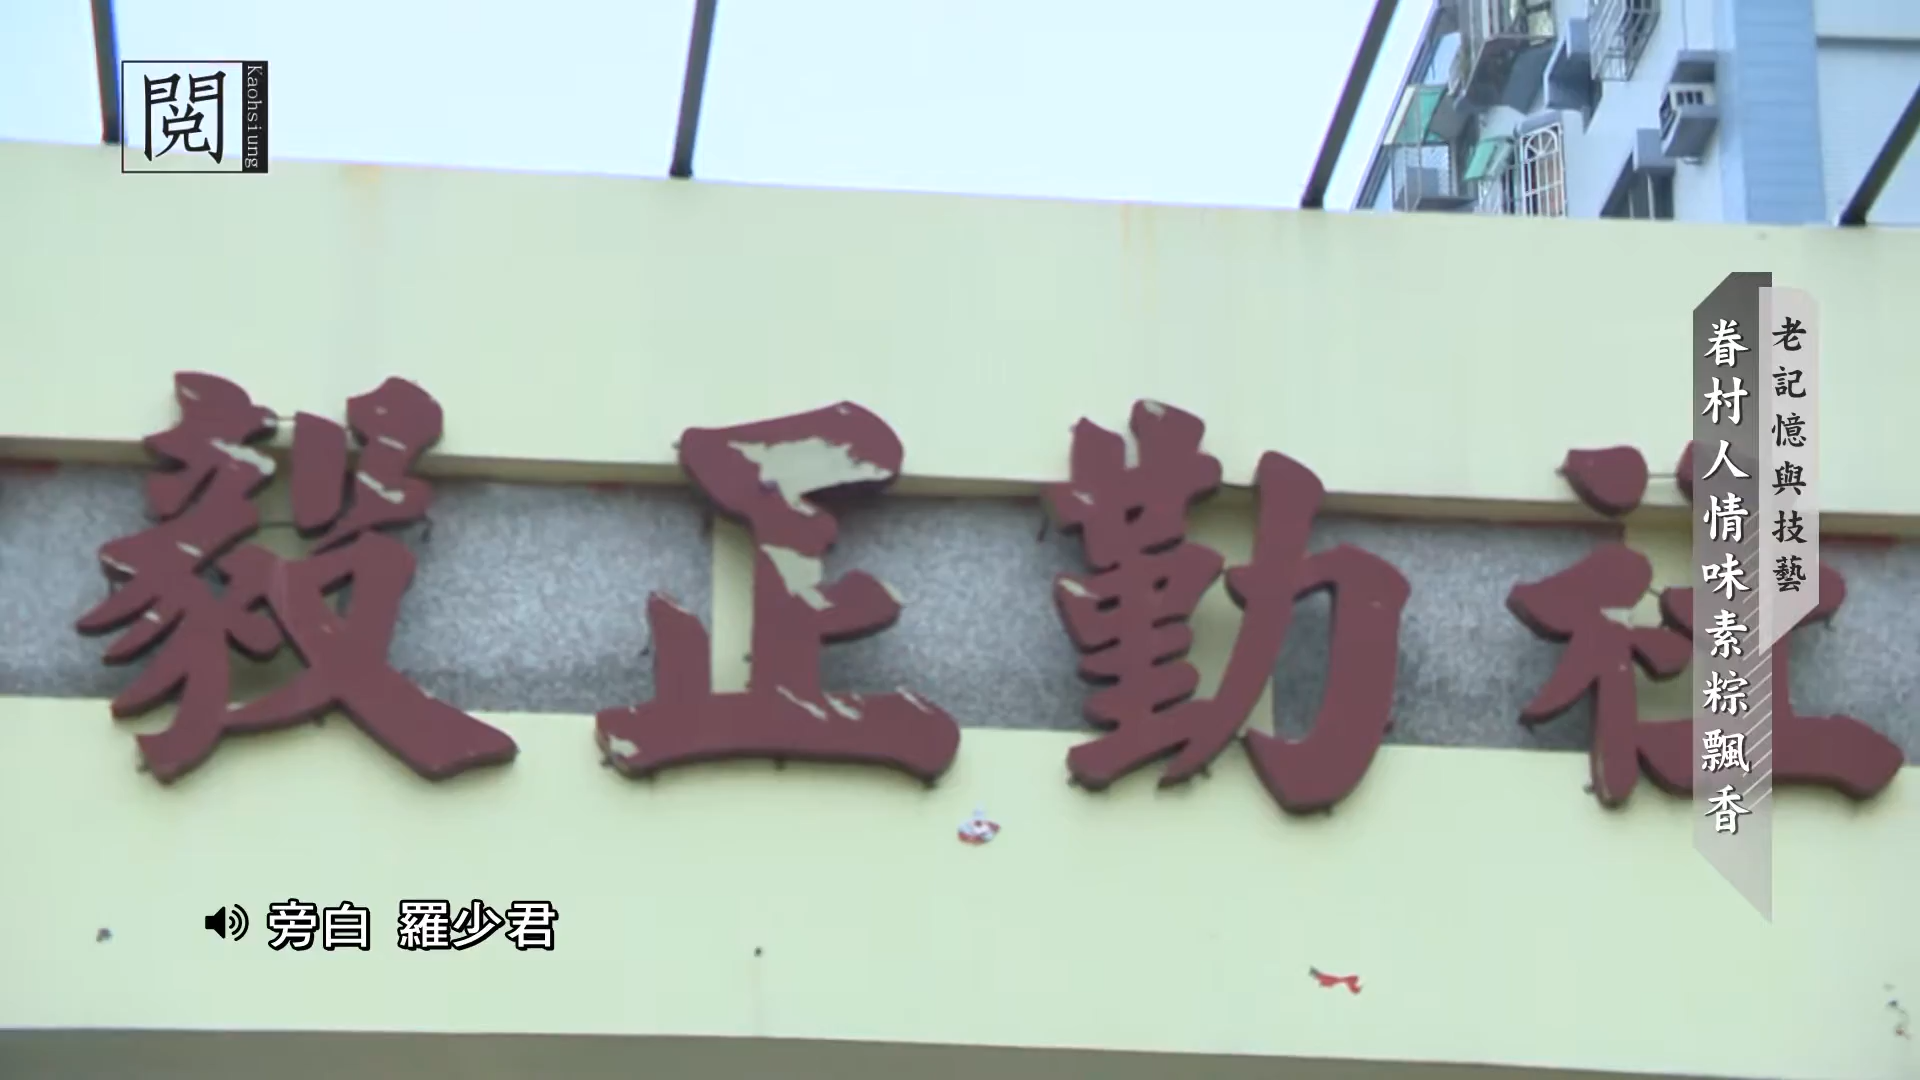 閱
Kaohsiung
老記憶與技藝
眷村人情味素粽飄香
毅正勤社
旁白 羅少君